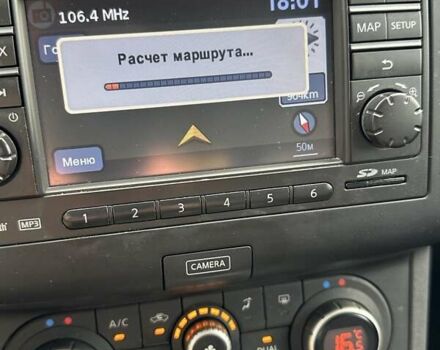 106.4 MHz
18:01
MAP
SETUP
Расчет маршрута...
904km
Меню
50м
SD MAP
MP3
1 2 3 4 5 6
CAMERA
A/C
DUAL